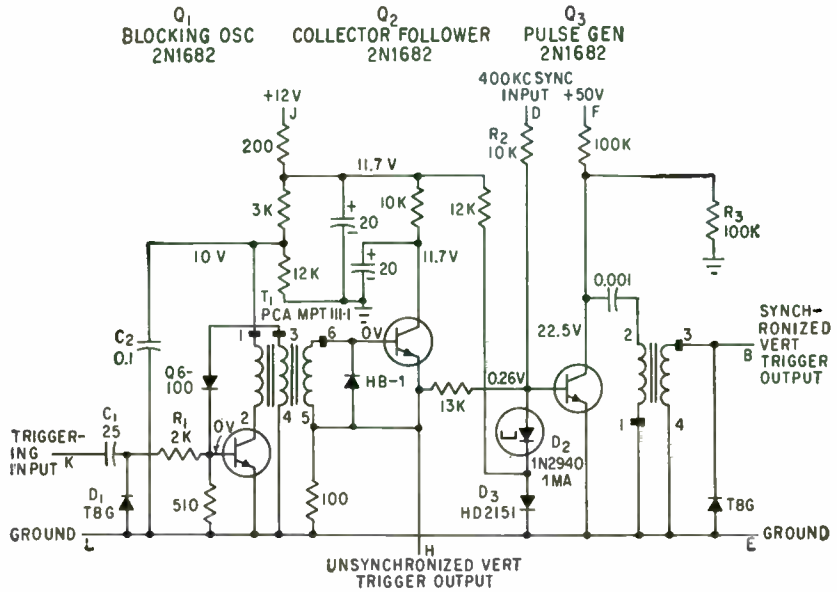 Q1
BLOCKING OSC
2N1682
Q2
COLLECTOR FOLLOWER
2N1682
Q3
PULSE GEN
2N1682
400KC SYNC
INPUT
D
+12V
J
+50V
F
200
R2
10K
100K
11.7 V
3K
+
20
−
10K
12K
R3
100K
10 V
12K
+
20
−
11.7V
0.001
T1
PCA MPT III-I
C2
0.1
1
3
6
0V
22.5V
2
3
SYNCH-
RONIZED
VERT
TRIGGER
OUTPUT
B
Q6-
100
HB-1
0.26V
13K
2
4
5
1
4
C1
25
R1
2K
0V
TRIGGER-
ING
INPUT
K
D2
1N2940
1MA
D1
T8G
510
100
D3
HD2151
T8G
GROUND
L
H
E
GROUND
UNSYNCHRONIZED VERT
TRIGGER OUTPUT